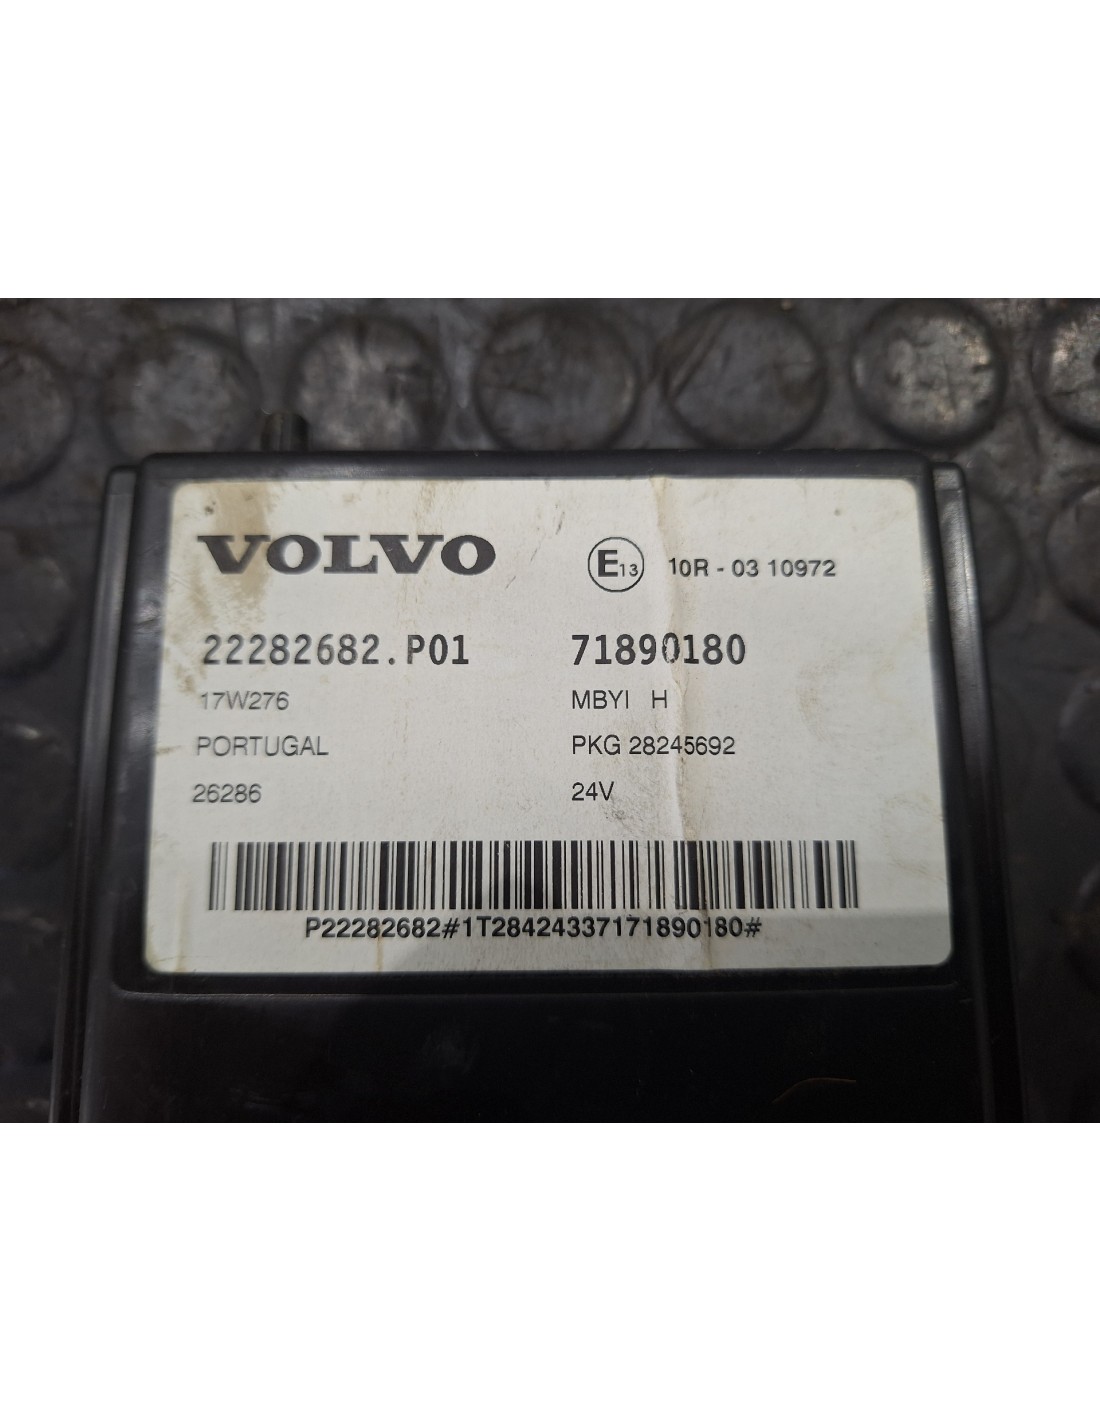 VOLVO E13 10R - 03 10972
22282682.P01 71890180
17W276 MBYI H
PORTUGAL PKG 28245692
26286 24V
P22282682#1T28424337171890180#